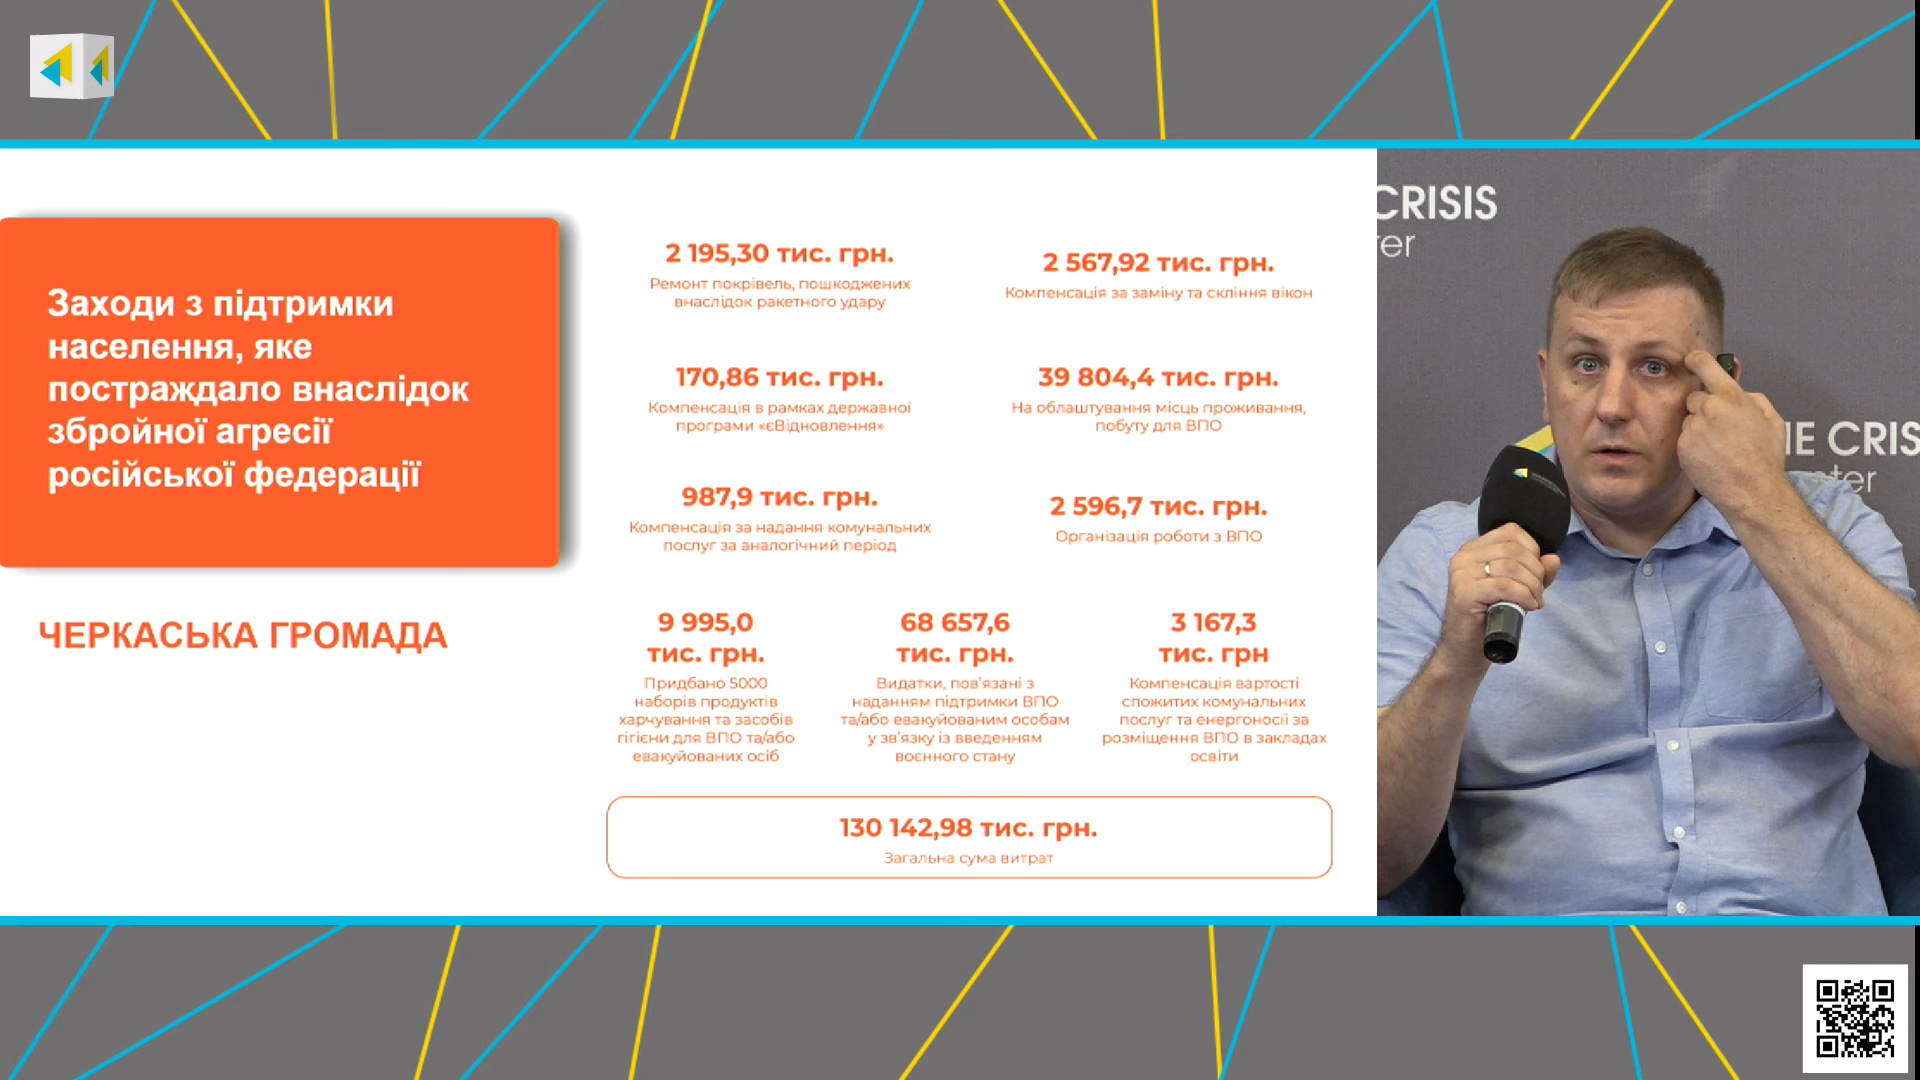 Заходи з підтримки
населення, яке
постраждало внаслідок
збройної агресії
російської федерації
ЧЕРКАСЬКА ГРОМАДА
2 195,30 тис. грн.
Ремонт покрівель, пошкоджених
внаслідок ракетного удару
2 567,92 тис. грн.
Компенсація за заміну та скління вікон
170,86 тис. грн.
Компенсація в рамках державної
програми «єВідновлення»
39 804,4 тис. грн.
На облаштування місць проживання,
побуту для ВПО
987,9 тис. грн.
Компенсація за надання комунальних
послуг за аналогічний період
2 596,7 тис. грн.
Організація роботи з ВПО
9 995,0
тис. грн.
Придбано 5000
наборів продуктів
харчування та засобів
гігієни для ВПО та/або
евакуйованих осіб
68 657,6
тис. грн.
Видатки, пов'язані з
наданням підтримки ВПО
та/або евакуйованим особам
у зв'язку із введенням
воєнного стану
3 167,3
тис. грн
Компенсація вартості
спожитих комунальних
послуг та енергоносії за
розміщення ВПО в закладах
освіти
130 142,98 тис. грн.
Загальна сума витрат
CRISIS
ter
NE CRIS
nter